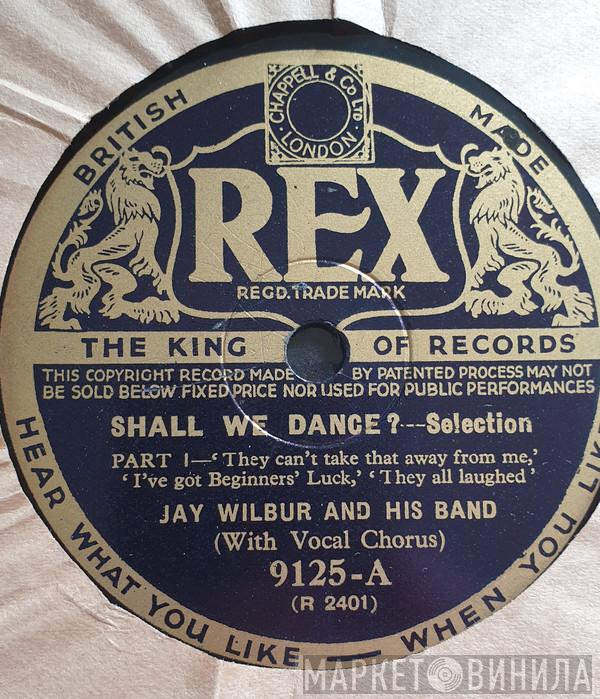 CHAPPELL & CO LTD
· LONDON ·
BRITISH MADE
REX
REGD. TRADE MARK
THE KING OF RECORDS
THIS COPYRIGHT RECORD MADE BY PATENTED PROCESS MAY NOT
BE SOLD BELOW FIXED PRICE NOR USED FOR PUBLIC PERFORMANCES
SHALL WE DANCE?---Selection
PART 1—‘They can't take that away from me,’
‘I've got Beginners' Luck,’ ‘They all laughed’
JAY WILBUR AND HIS BAND
(With Vocal Chorus)
9125-A
(R 2401)
HEAR WHAT YOU LIKE — WHEN YOU LIKE
МАРКЕТ ВИНИЛА